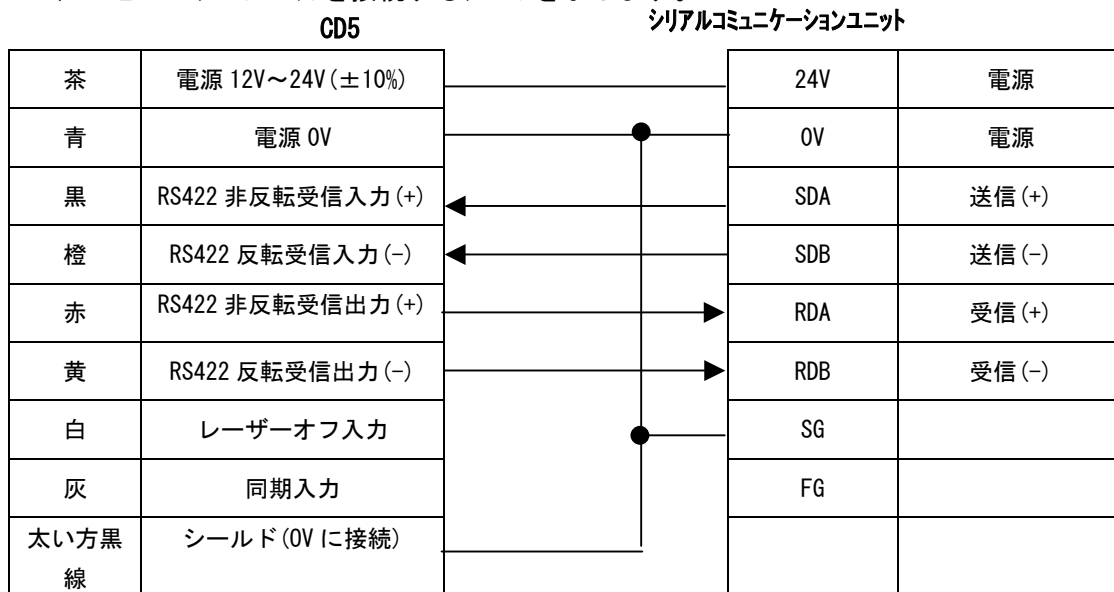 CD5 シリアルコミュニケーションユニット
茶 電源 12V～24V(±10%) 24V 電源
青 電源 0V 0V 電源
黒 RS422 非反転受信入力(+) SDA 送信(+)
橙 RS422 反転受信入力(-) SDB 送信(-)
赤 RS422 非反転受信出力(+) RDA 受信(+)
黄 RS422 反転受信出力(-) RDB 受信(-)
白 レーザーオフ入力 SG
灰 同期入力 FG
太い方黒 シールド(0V に接続)
線